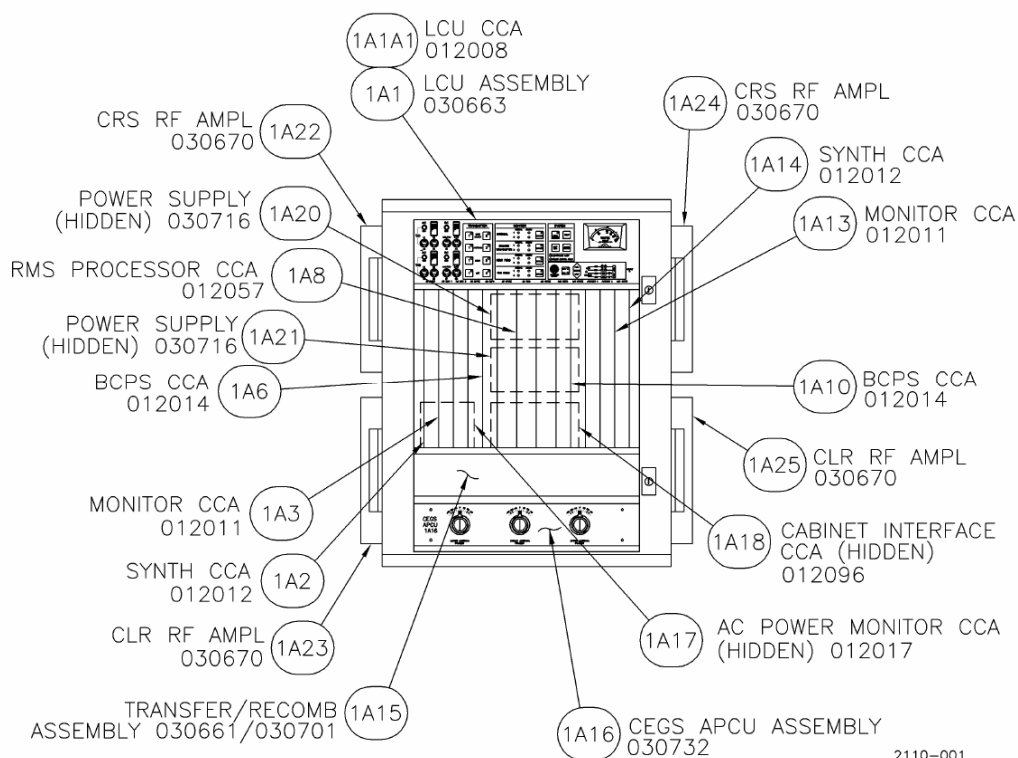 1A1A1 LCU CCA
012008
1A1 LCU ASSEMBLY
030663
CRS RF AMPL
030670 1A22
1A24 CRS RF AMPL
030670
1A14 SYNTH CCA
012012
POWER SUPPLY
(HIDDEN) 030716 1A20
1A13 MONITOR CCA
012011
RMS PROCESSOR CCA
012057 1A8
POWER SUPPLY
(HIDDEN) 030716 1A21
BCPS CCA
012014 1A6
1A10 BCPS CCA
012014
1A25 CLR RF AMPL
030670
MONITOR CCA
012011 1A3
CEGS
APCU
1A16
1A18 CABINET INTERFACE
CCA (HIDDEN)
012096
SYNTH CCA
012012 1A2
CLR RF AMPL
030670 1A23
1A17 AC POWER MONITOR CCA
(HIDDEN) 012017
TRANSFER/RECOMB
ASSEMBLY 030661/030701 1A15
1A16 CEGS APCU ASSEMBLY
030732
2110-001